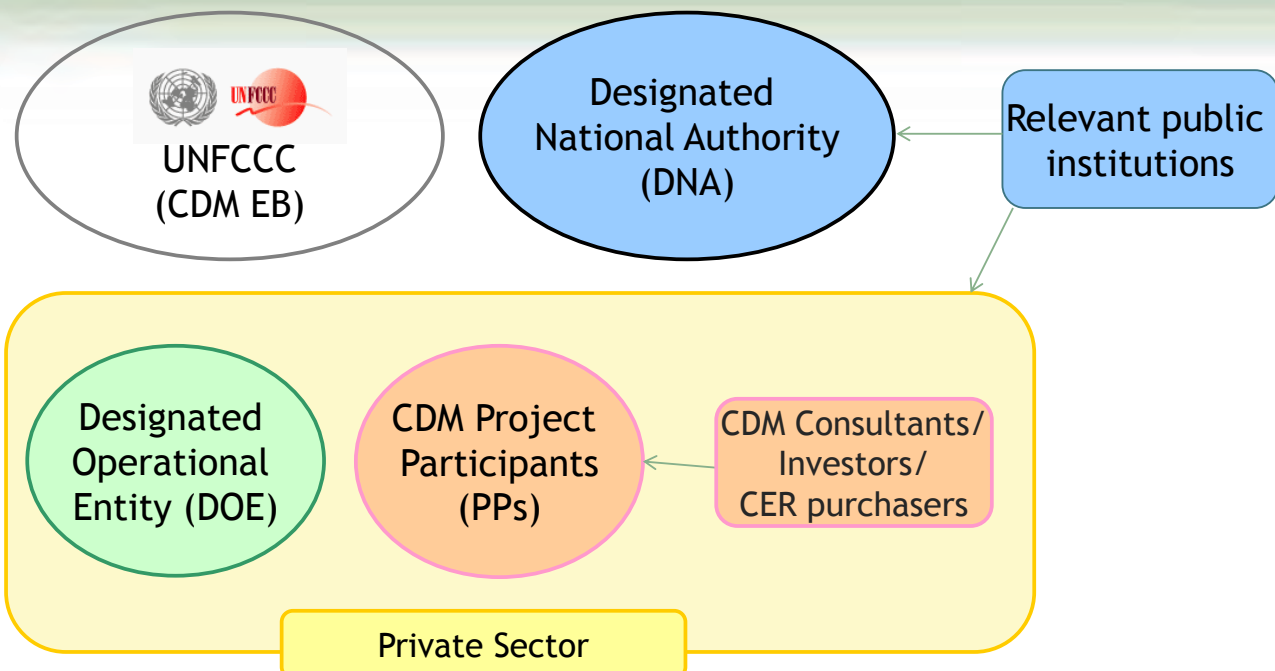 UNFCCC
UNFCCC
(CDM EB)
Designated
National Authority
(DNA)
Relevant public
institutions
Designated
Operational
Entity (DOE)
CDM Project
Participants
(PPs)
CDM Consultants/
Investors/
CER purchasers
Private Sector